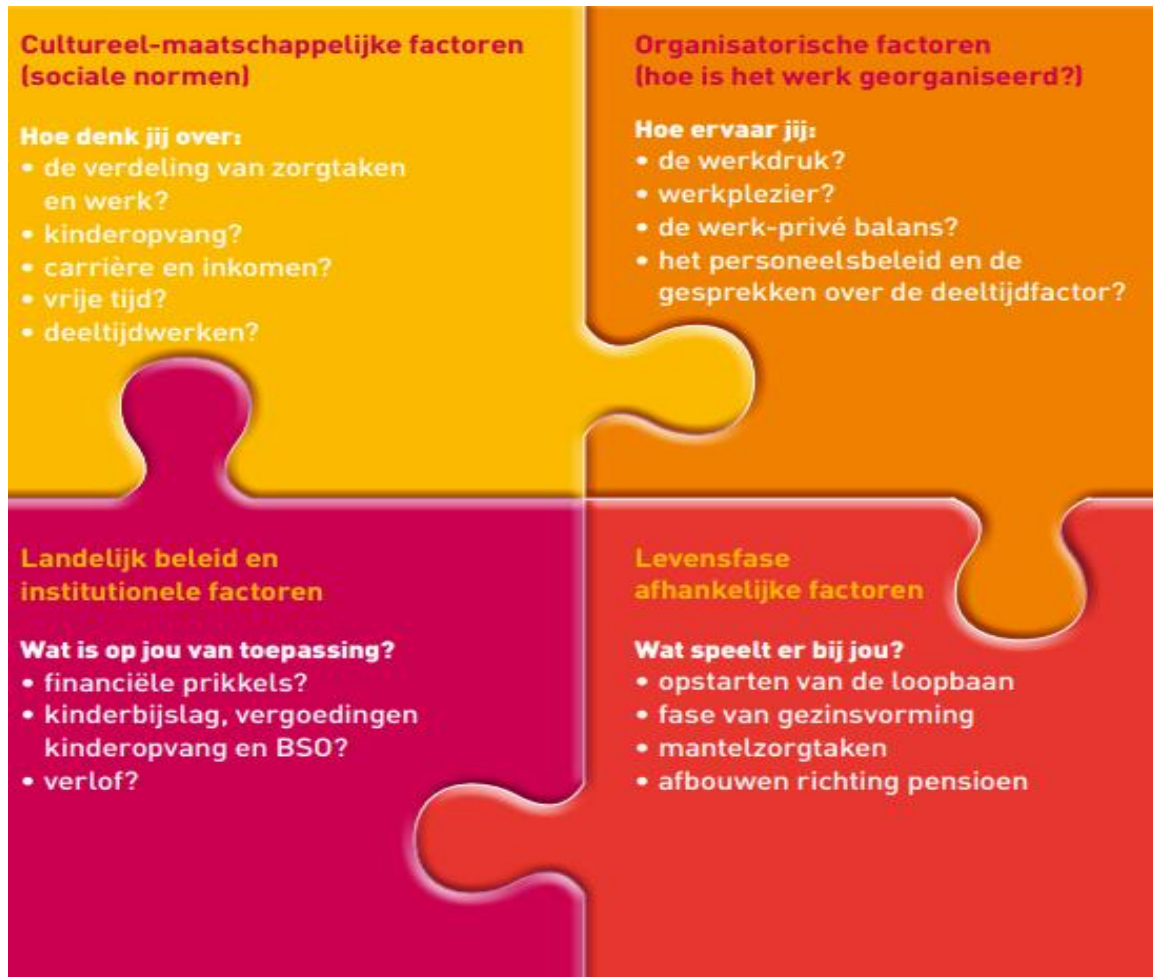 Cultureel-maatschappelijke factoren
(sociale normen)
Hoe denk jij over:
• de verdeling van zorgtaken
en werk?
• kinderopvang?
• carrière en inkomen?
• vrije tijd?
• deeltijdwerken?
Organisatorische factoren
(hoe is het werk georganiseerd?)
Hoe ervaar jij:
• de werkdruk?
• werkplezier?
• de werk-privé balans?
• het personeelsbeleid en de
gesprekken over de deeltijdfactor?
Landelijk beleid en
institutionele factoren
Wat is op jou van toepassing?
• financiële prikkels?
• kinderbijslag, vergoedingen
kinderopvang en BSO?
• verlof?
Levensfase
afhankelijke factoren
Wat speelt er bij jou?
• opstarten van de loopbaan
• fase van gezinsvorming
• mantelzorgtaken
• afbouwen richting pensioen